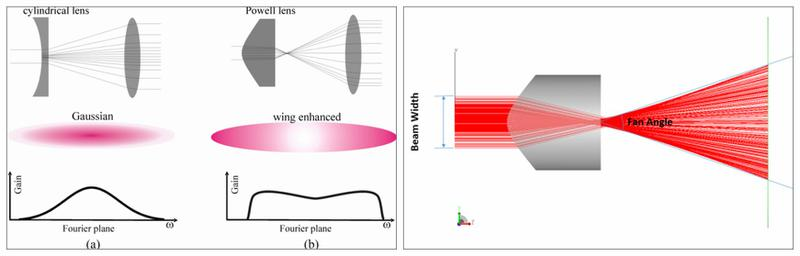 cylindrical lens
Powell lens
Gaussian
wing enhanced
Gain
Gain
Fourier plane
ω
Fourier plane
ω
(a)
(b)
Beam Width
Fan Angle